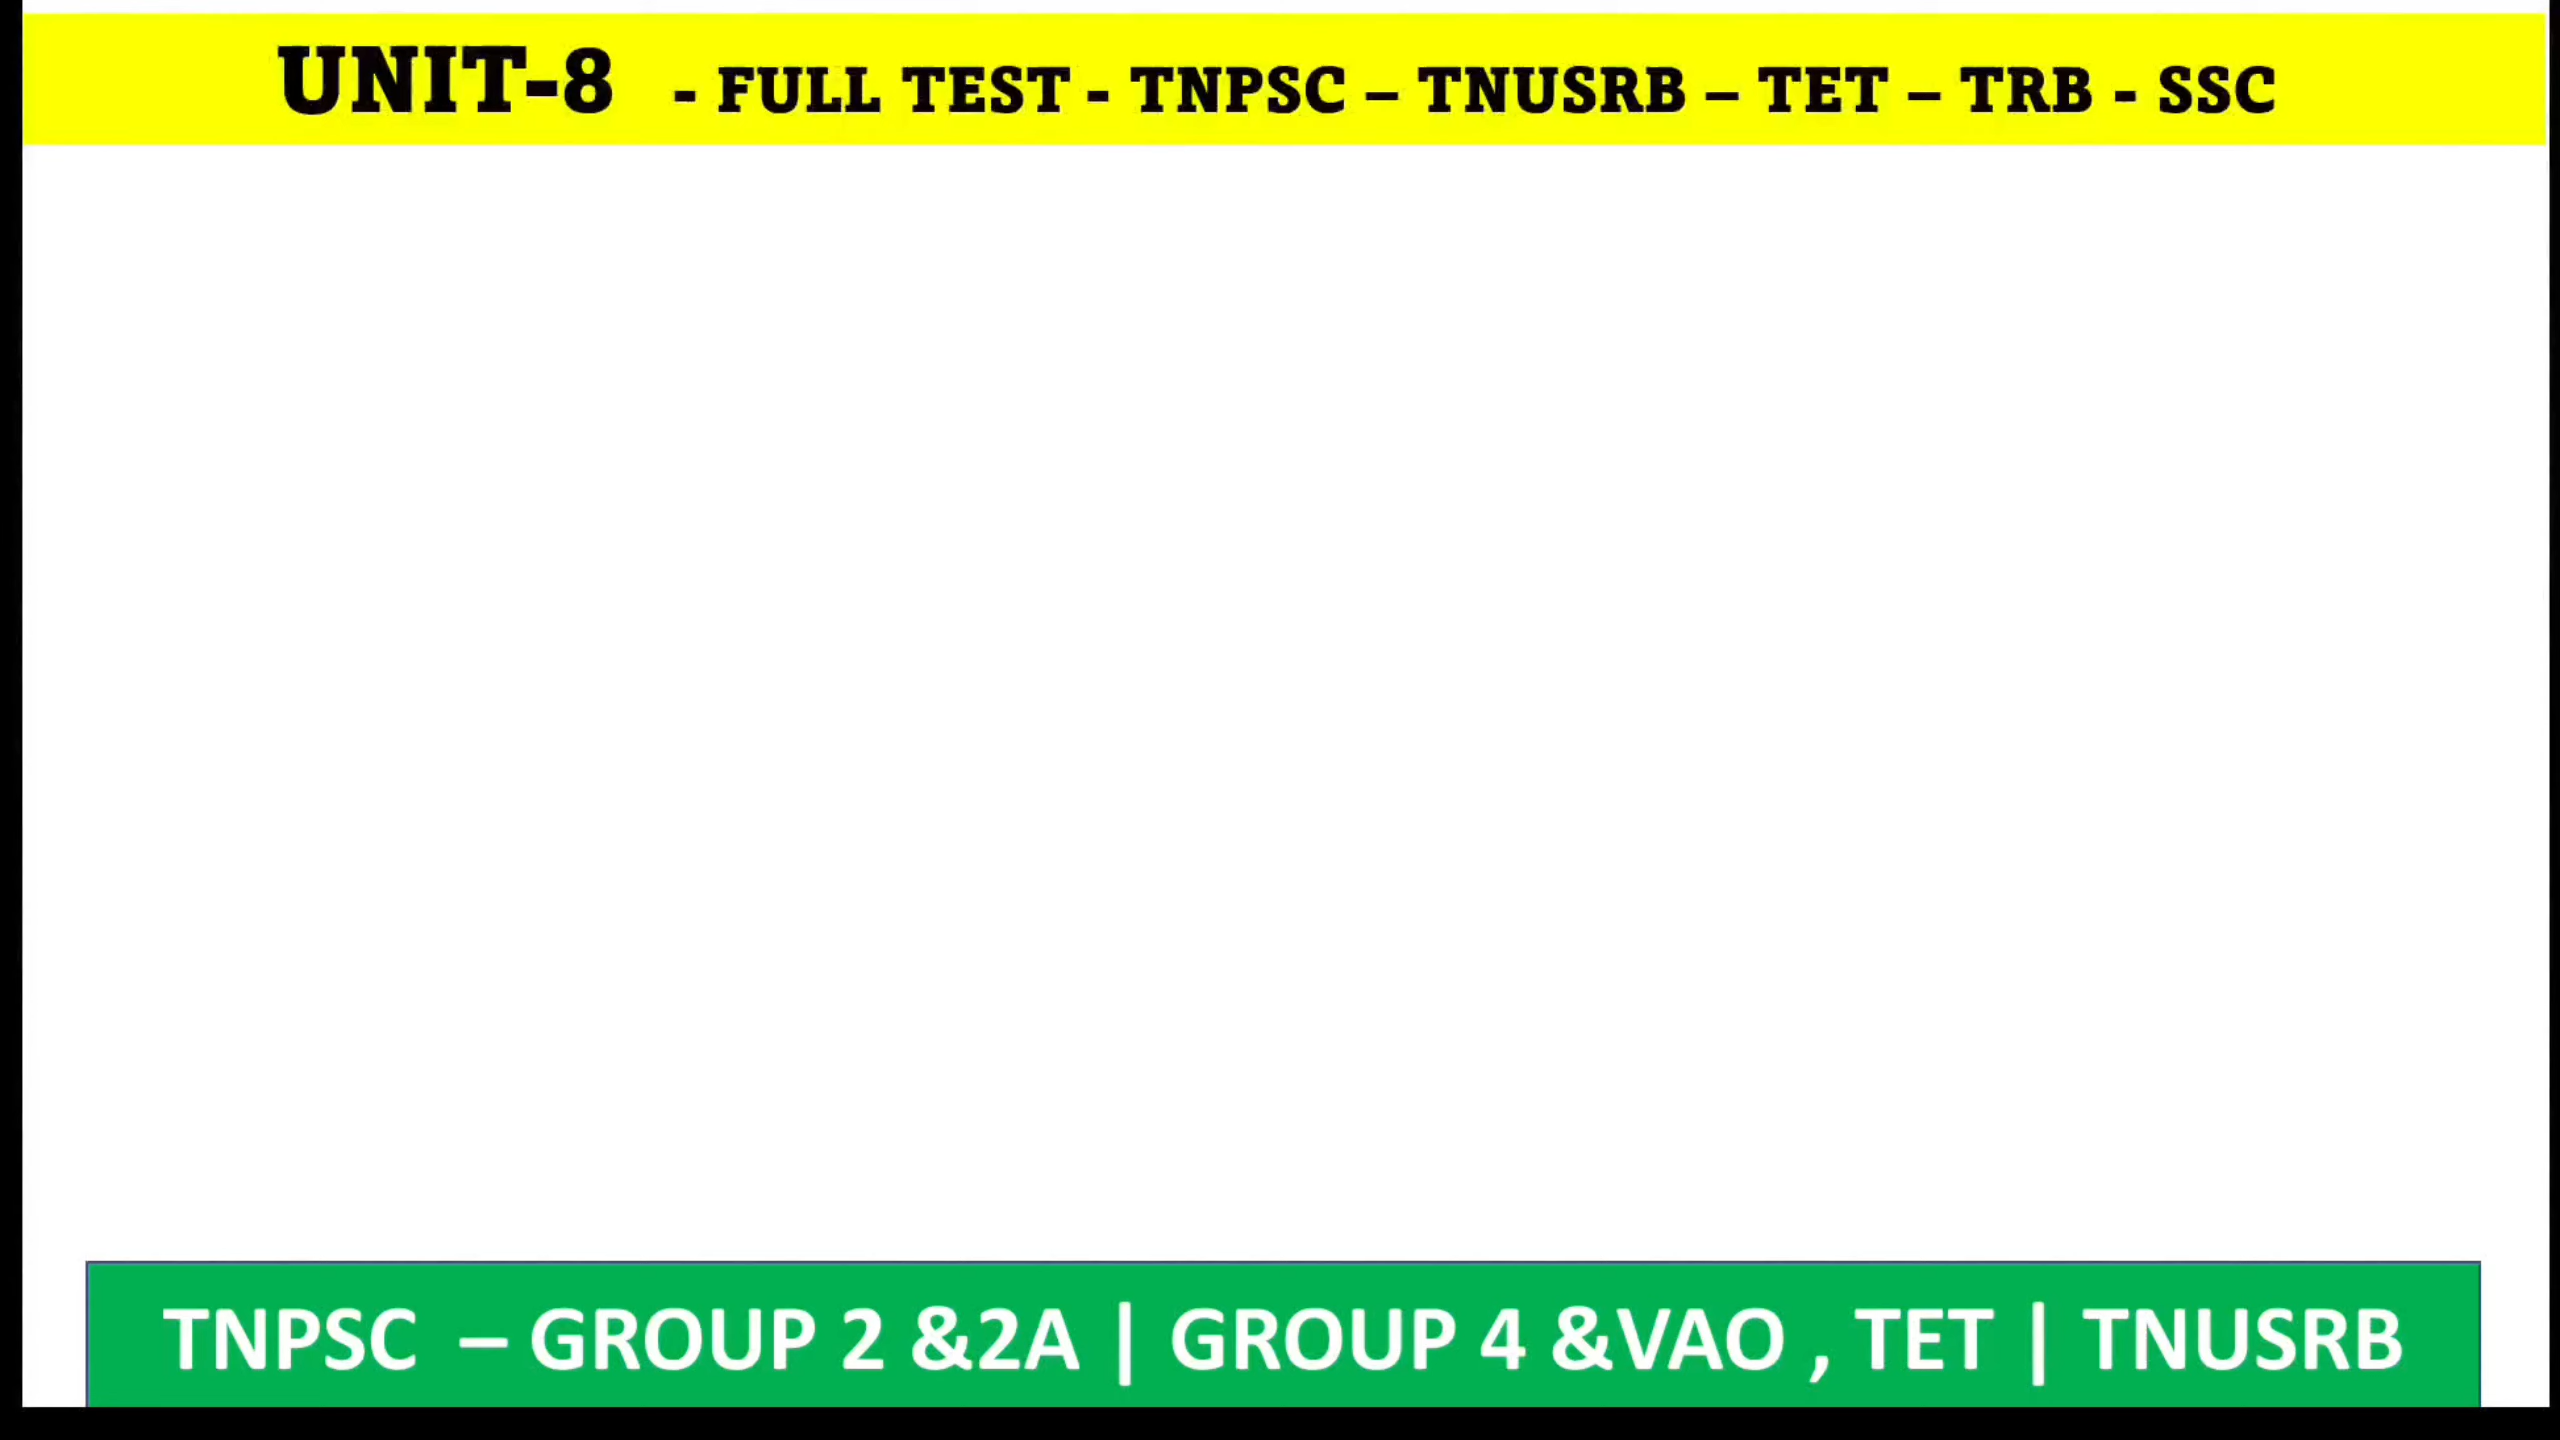 UNIT-8 - FULL TEST - TNPSC – TNUSRB – TET – TRB - SSC
TNPSC – GROUP 2 &2A | GROUP 4 &VAO , TET | TNUSRB